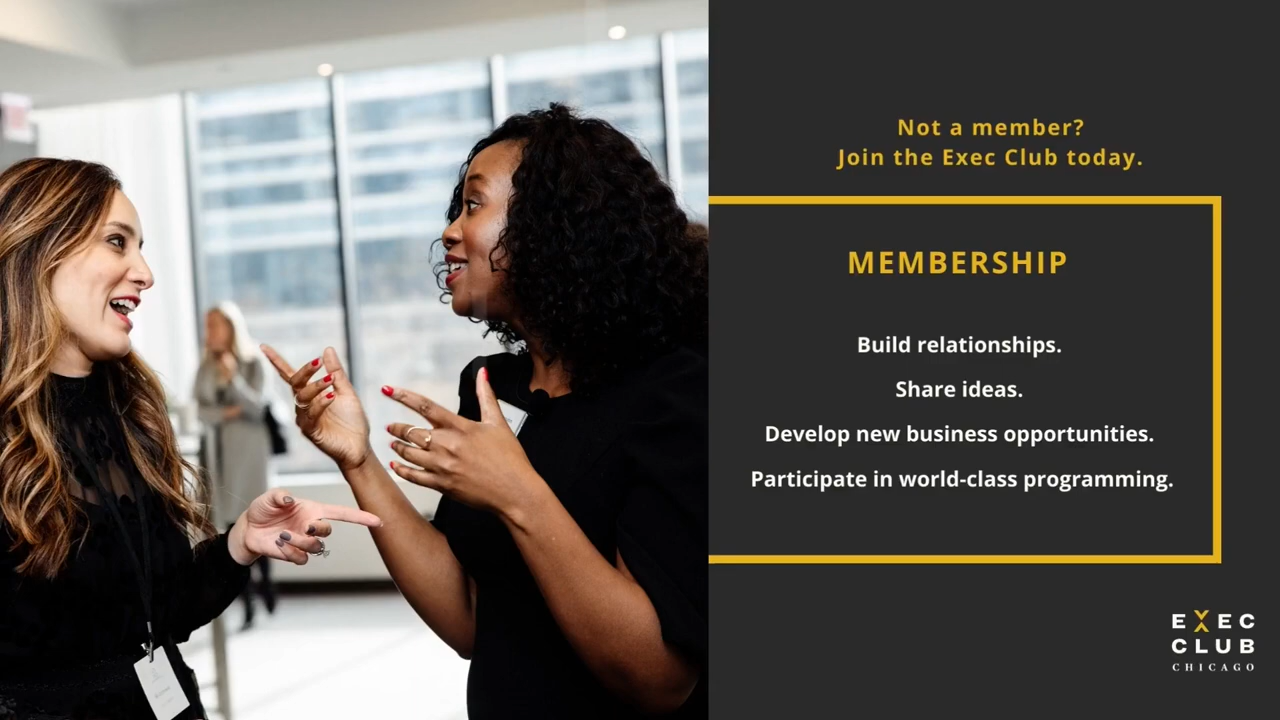 Not a member?
Join the Exec Club today.
MEMBERSHIP
Build relationships.
Share ideas.
Develop new business opportunities.
Participate in world-class programming.
EXEC
CLUB
CHICAGO